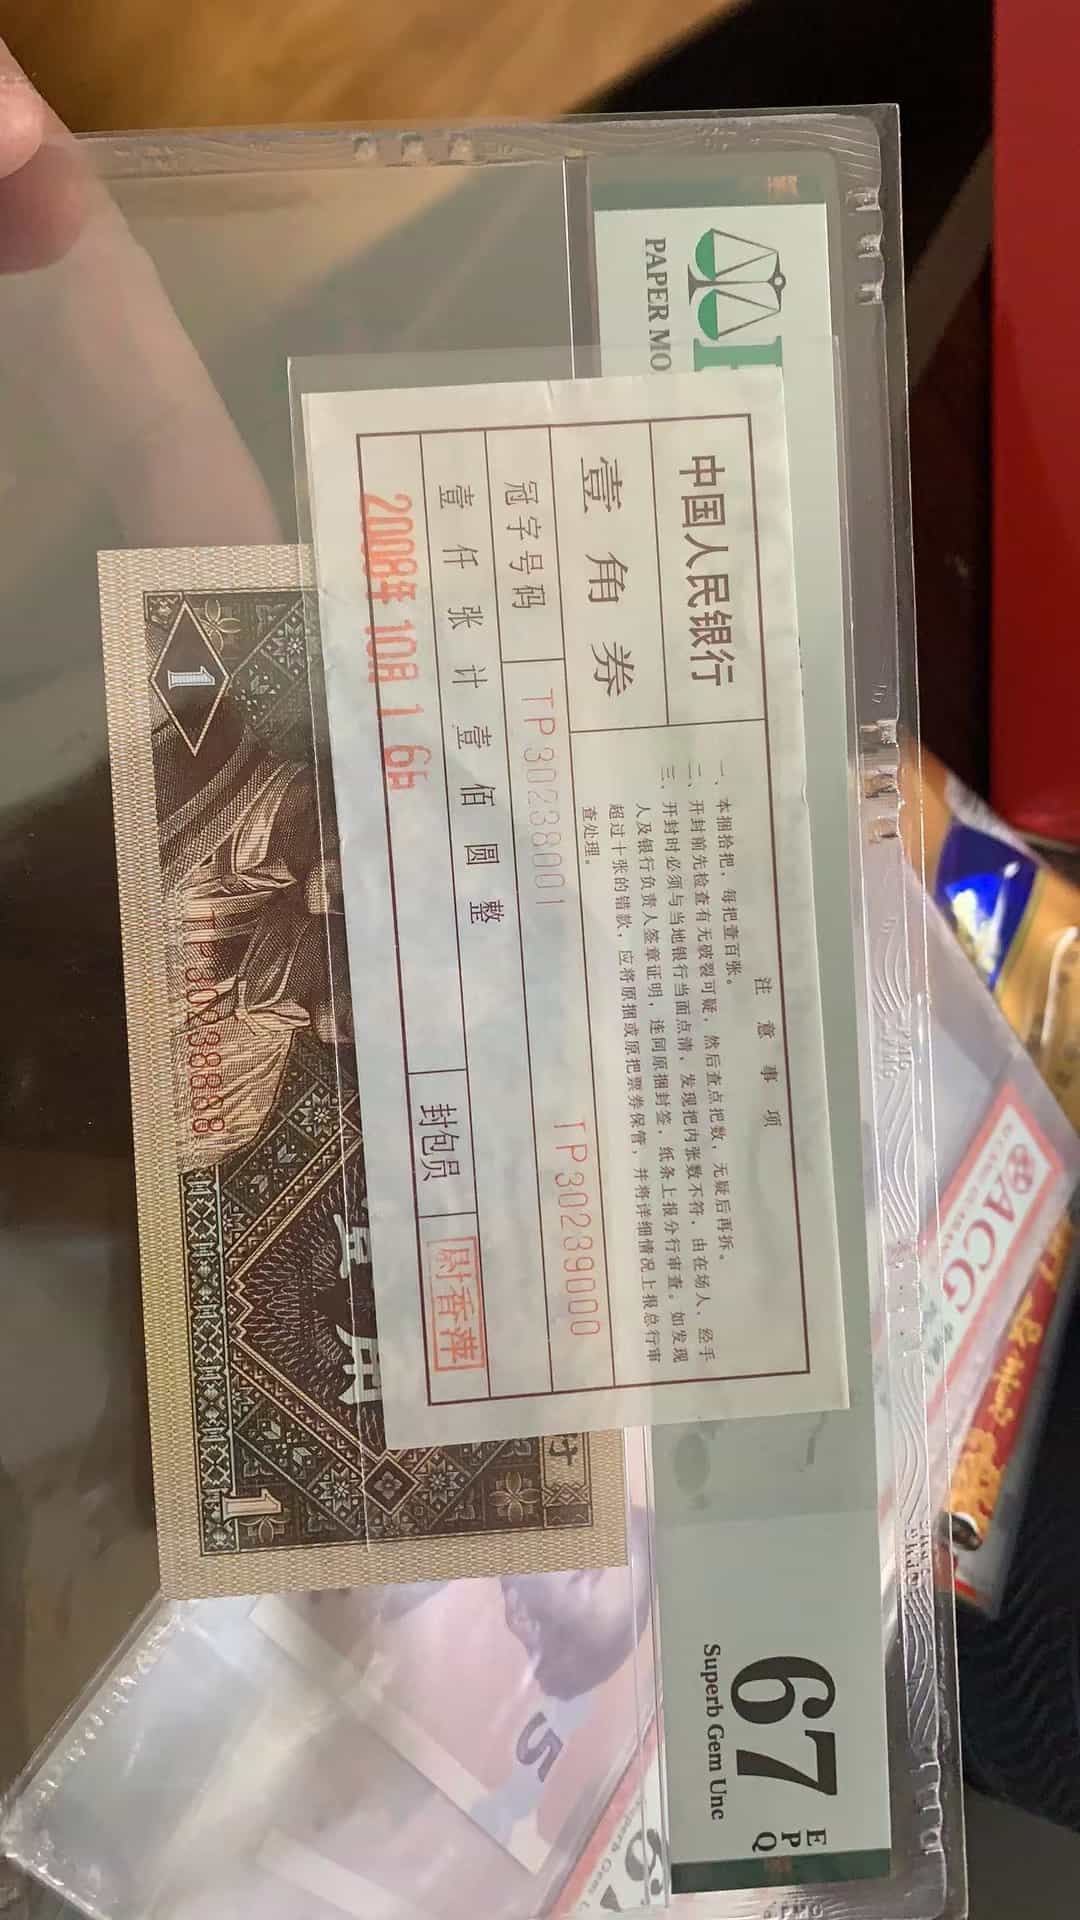 PAPER MO
67
E
P
Q
Superb Gem Unc
中国人民银行
壹角券
注意事项
一、本捆拾把,每把壹百张。
二、开封前先检查有无破裂可疑,然后查点把数,无疑后再拆。
三、开封时必须与当地银行当面点清,发现把内张数不符,由在场人、经手
人及银行负责人签章证明,连同原捆封签,纸条上报分行审查。如发现
超过十张的错款,应将原捆或原把票券保管,并将详细情况上报总行审
查处理。
冠字号码 TP30238001 TP30239000
壹仟张计壹佰圆整
2008年10月16日
封包员 尉香萍
1
壹角
行
1
ACG
5